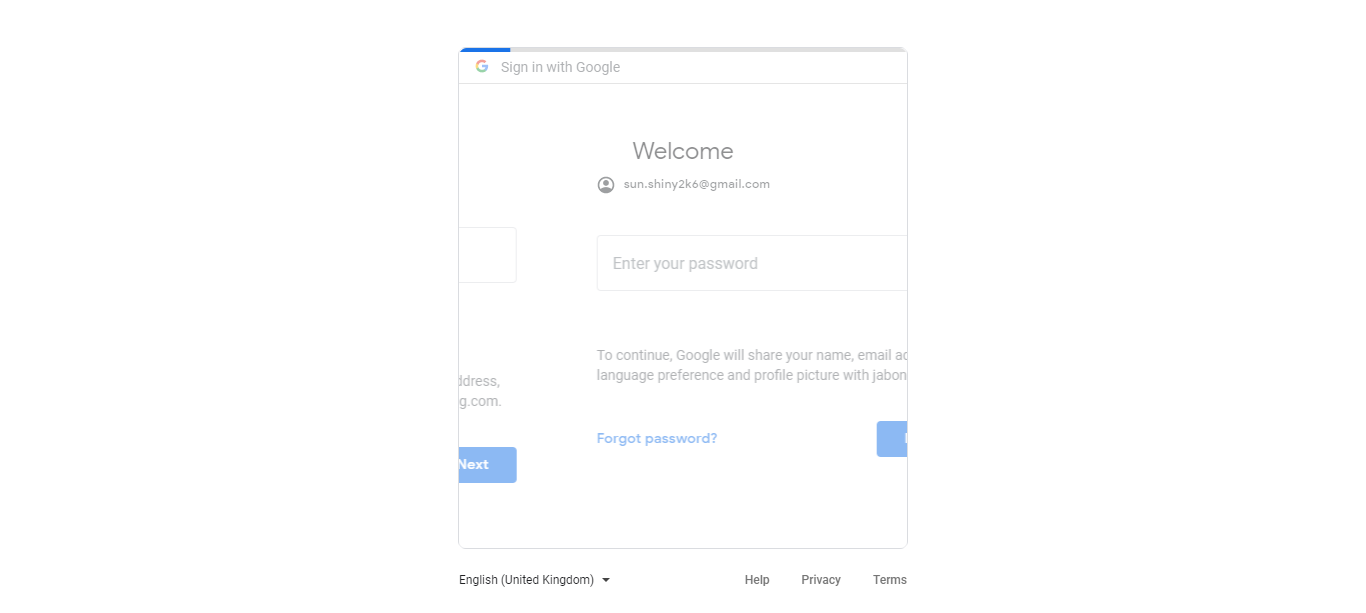 Sign in with Google
Welcome
sun.shiny2k6@gmail.com
Enter your password
To continue, Google will share your name, email
language preference and profile picture with jabon
ddress,
g.com.
Forgot password?
Next
English (United Kingdom)
Help
Privacy
Terms